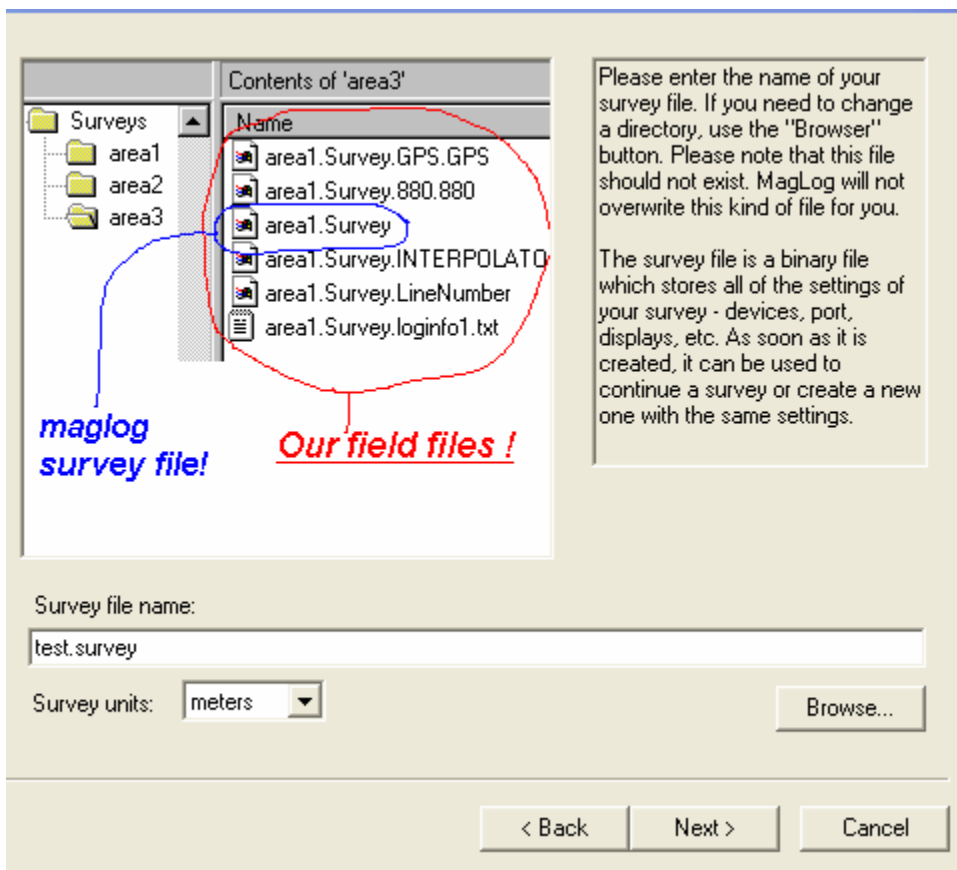 Contents of 'area3'
Surveys
area1
area2
area3
Name
area1.Survey.GPS.GPS
area1.Survey.880.880
area1.Survey
area1.Survey.INTERPOLATO
area1.Survey.LineNumber
area1.Survey.loginfo1.txt
maglog
survey file!
Our field files !
Please enter the name of your
survey file. If you need to change
a directory, use the "Browser"
button. Please note that this file
should not exist. MagLog will not
overwrite this kind of file for you.
The survey file is a binary file
which stores all of the settings of
your survey - devices, port,
displays, etc. As soon as it is
created, it can be used to
continue a survey or create a new
one with the same settings.
Survey file name:
test.survey
Survey units:
meters
Browse...
< Back
Next >
Cancel